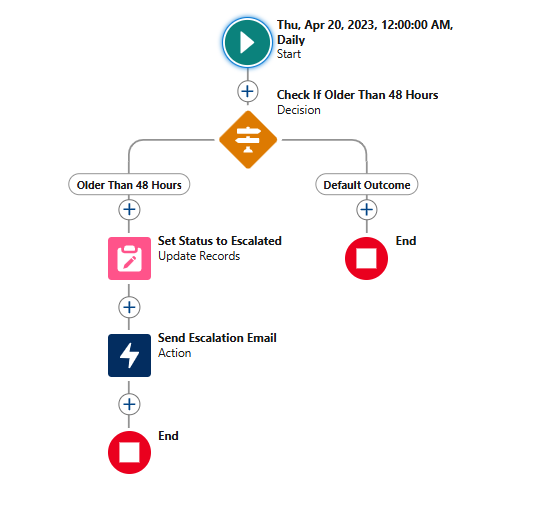 Thu, Apr 20, 2023, 12:00:00 AM,
Daily
Start
Check If Older Than 48 Hours
Decision
Older Than 48 Hours
Default Outcome
Set Status to Escalated
Update Records
End
Send Escalation Email
Action
End